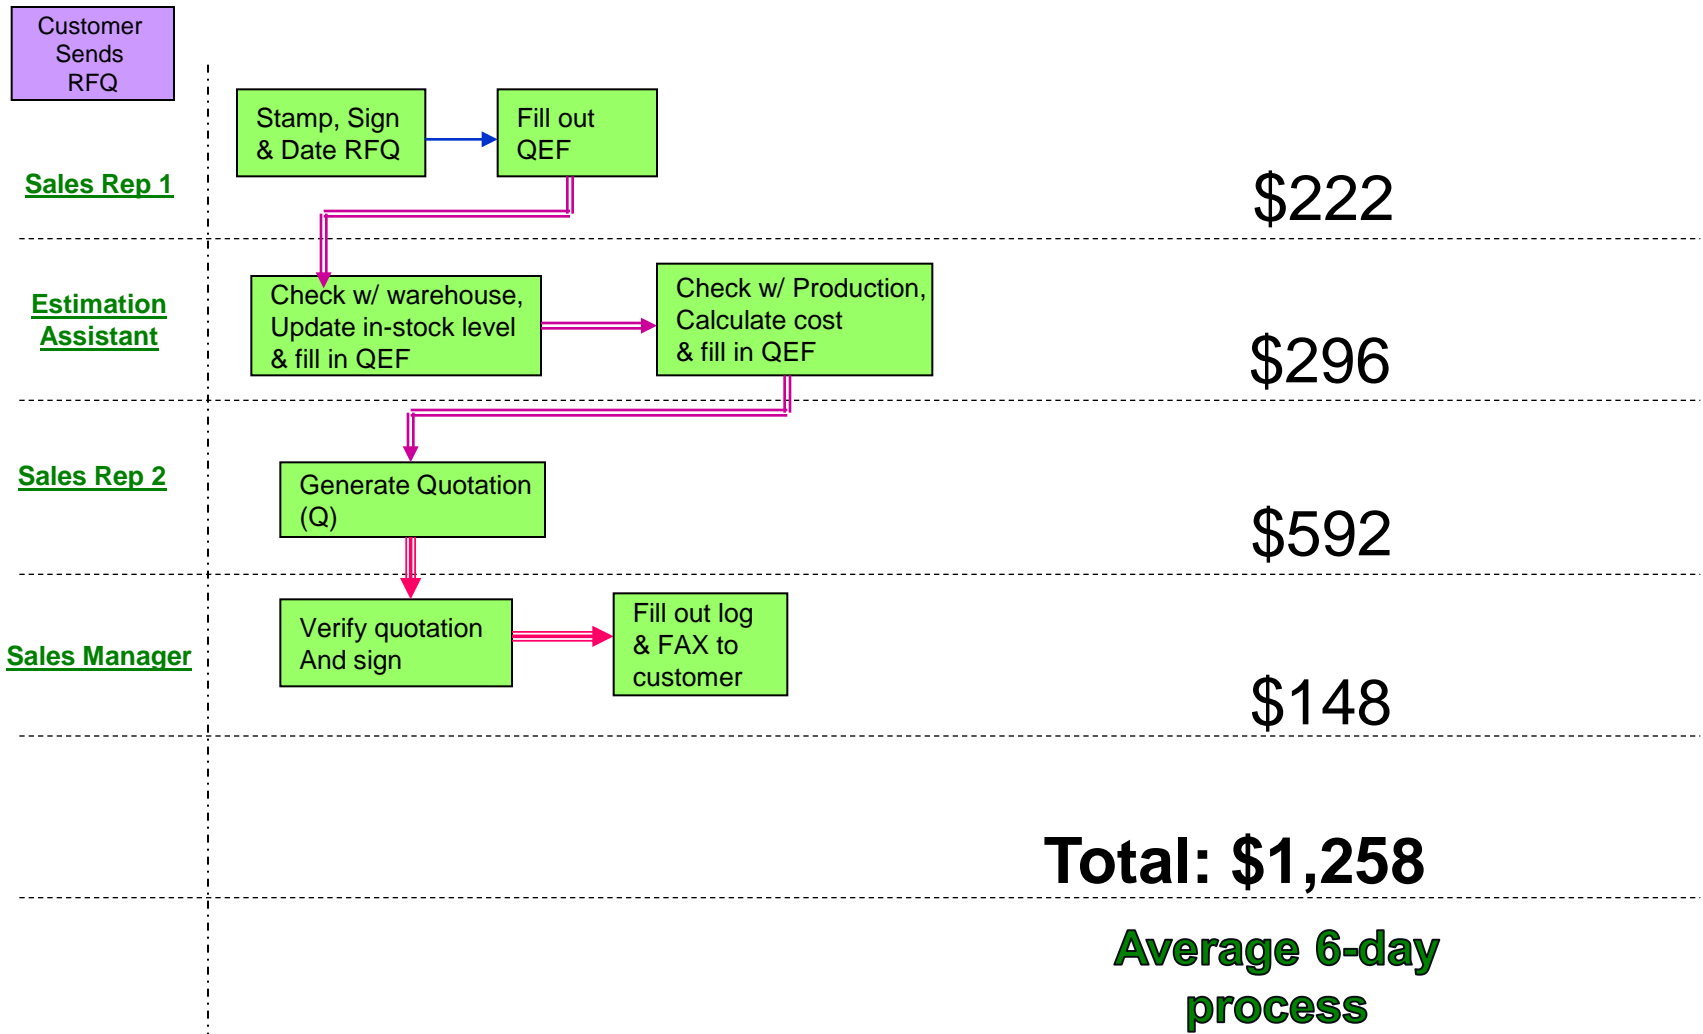 Customer
Sends
RFQ
Stamp, Sign
& Date RFQ
Fill out
QEF
Sales Rep 1
$222
Estimation
Assistant
Check w/ warehouse,
Update in-stock level
& fill in QEF
Check w/ Production,
Calculate cost
& fill in QEF
$296
Sales Rep 2
Generate Quotation
(Q)
$592
Sales Manager
Verify quotation
And sign
Fill out log
& FAX to
customer
$148
Total: $1,258
Average 6-day
process